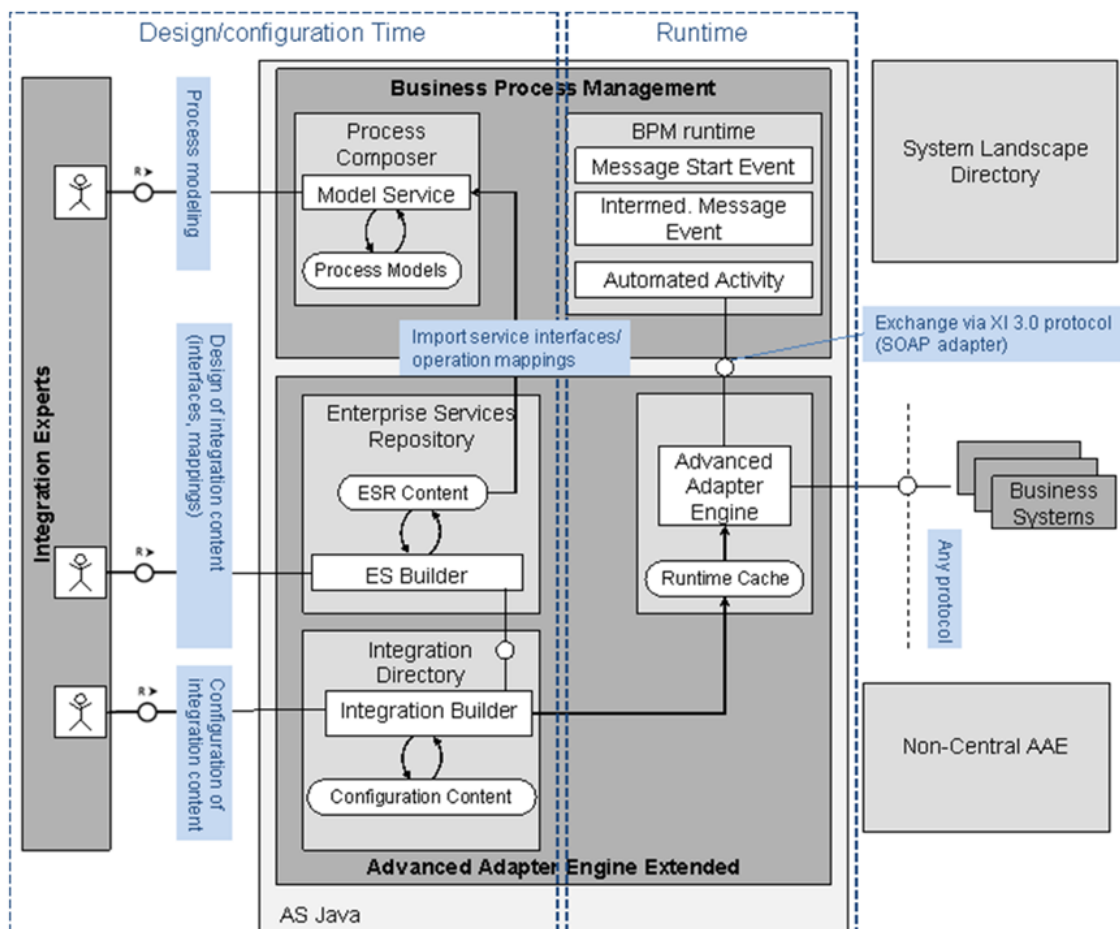 Design/configuration Time
Runtime
Business Process Management
Process
Composer
Model Service
Process Models
BPM runtime
Message Start Event
Intermed. Message
Event
Automated Activity
System Landscape
Directory
R
Process
modeling
Import service interfaces/
operation mappings
Exchange via XI 3.0 protocol
(SOAP adapter)
Integration Experts
Design of integration content
(interfaces, mappings)
Enterprise Services
Repository
ESR Content
ES Builder
R
Advanced
Adapter
Engine
Runtime Cache
Business
Systems
Any protocol
Integration
Directory
Integration Builder
Configuration Content
R
Configuration of
integration content
Non-Central AAE
Advanced Adapter Engine Extended
AS Java